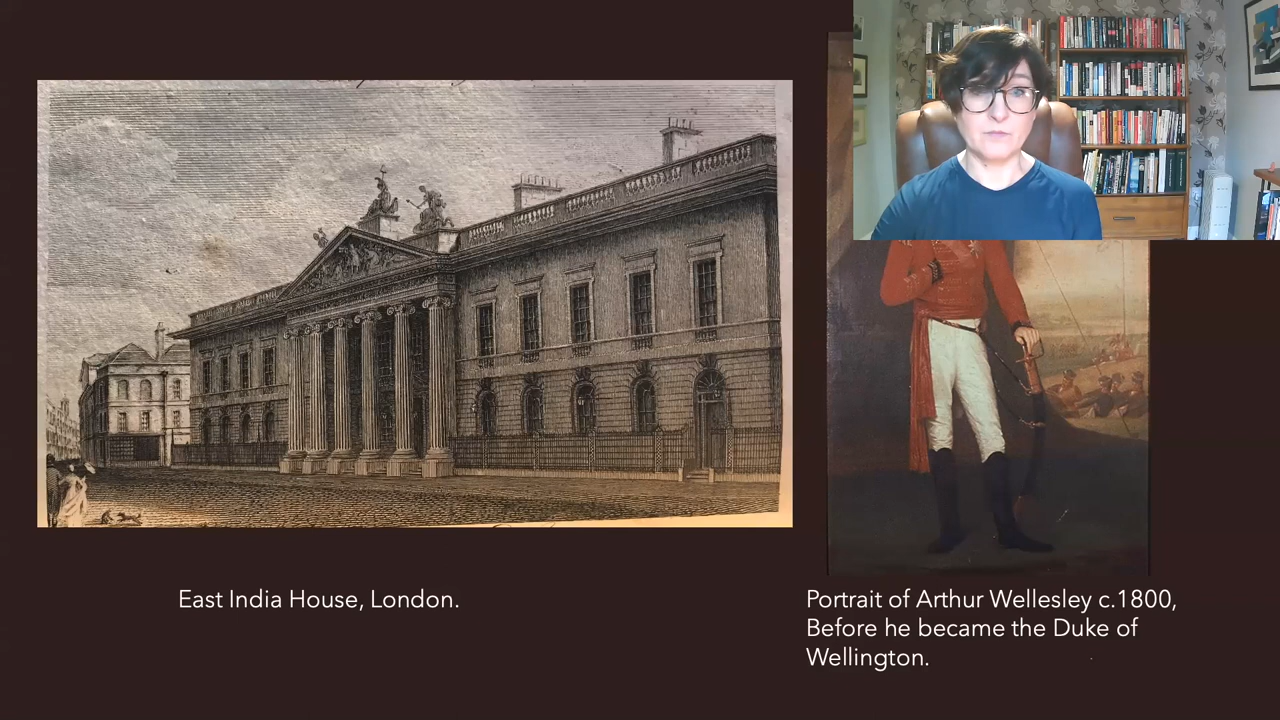 East India House, London.
Portrait of Arthur Wellesley c.1800,
Before he became the Duke of
Wellington.